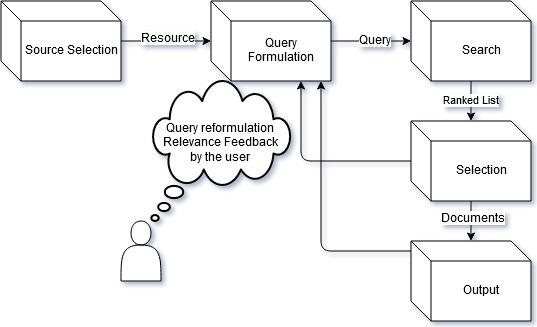 Source Selection
Resource
Query
Formulation
Query
Search
Ranked List
Query reformulation
Relevance Feedback
by the user
Selection
Documents
Output